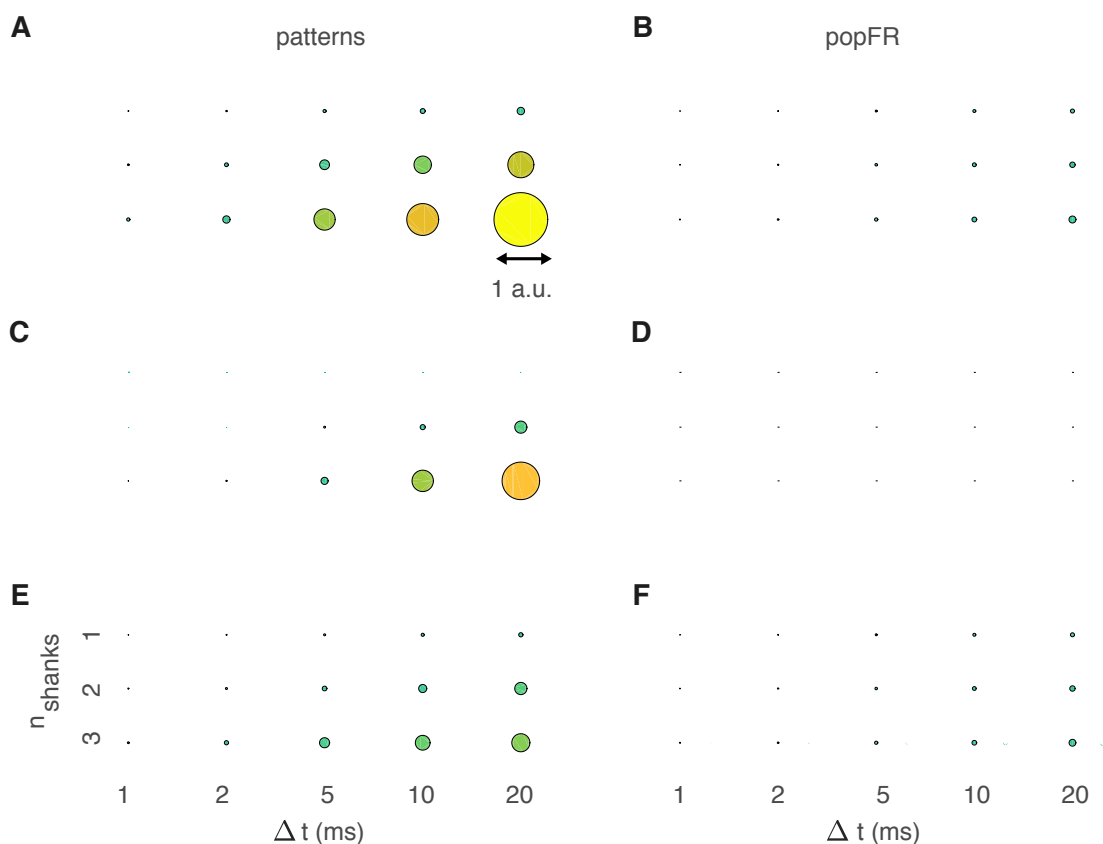 A patterns B popFR
1 a.u.
C D
E F
n shanks
1
2
3
1 2 5 10 20 1 2 5 10 20
Δ t (ms) Δ t (ms)